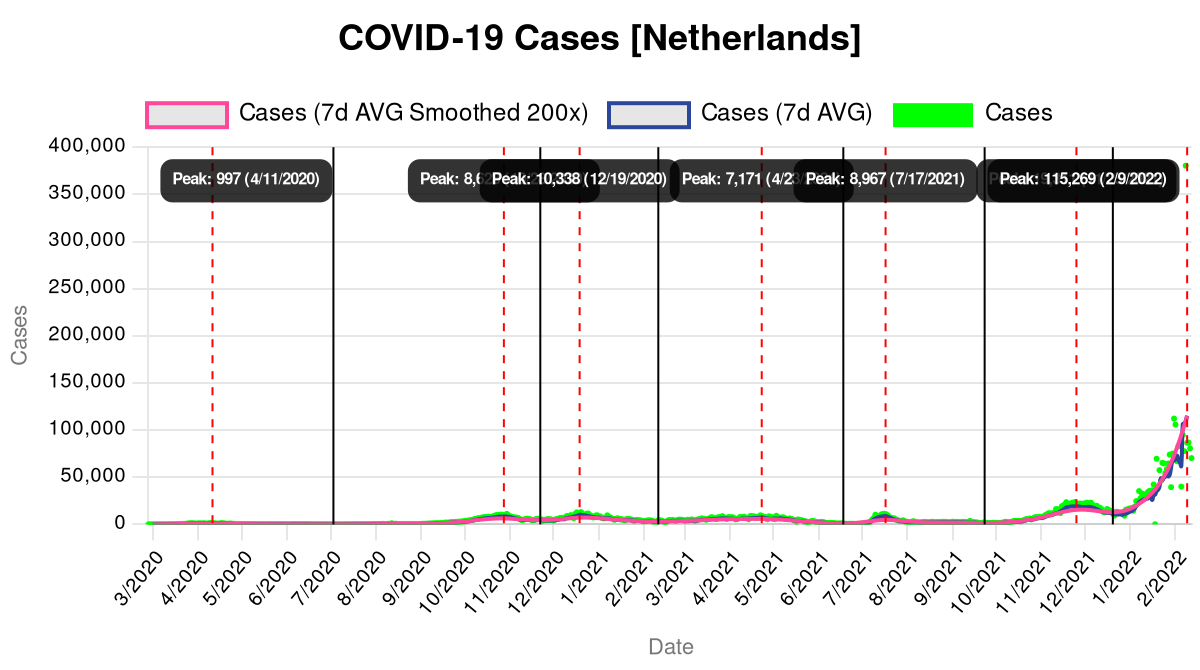 COVID-19 Cases [Netherlands]
Cases (7d AVG Smoothed 200x)
Cases (7d AVG)
Cases
400,000
350,000
300,000
250,000
200,000
150,000
100,000
50,000
0
Cases
Peak: 997 (4/11/2020)
Peak:
Peak: 10,338 (12/19/2020)
Peak: 7,171
Peak: 8,967 (7/17/2021)
Peak: 115,269 (2/9/2022)
3/2020
4/2020
5/2020
6/2020
7/2020
8/2020
9/2020
10/2020
11/2020
12/2020
1/2021
2/2021
3/2021
4/2021
5/2021
6/2021
7/2021
8/2021
9/2021
10/2021
11/2021
12/2021
1/2022
2/2022
Date